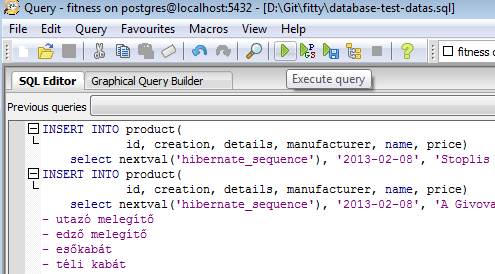 Query - fitness on postgres@localhost:5432 - [D:\Git\fitty\database-test-datas.sql]
File Edit Query Favourites Macros View Help
fitness o
Execute query
SQL Editor Graphical Query Builder
Previous queries
INSERT INTO product(
id, creation, details, manufacturer, name, price)
select nextval('hibernate_sequence'), '2013-02-08', 'Stoplis
INSERT INTO product(
id, creation, details, manufacturer, name, price)
select nextval('hibernate_sequence'), '2013-02-08', 'A Givova
- utazó melegítő
- edző melegítő
- esőkabát
- téli kabát